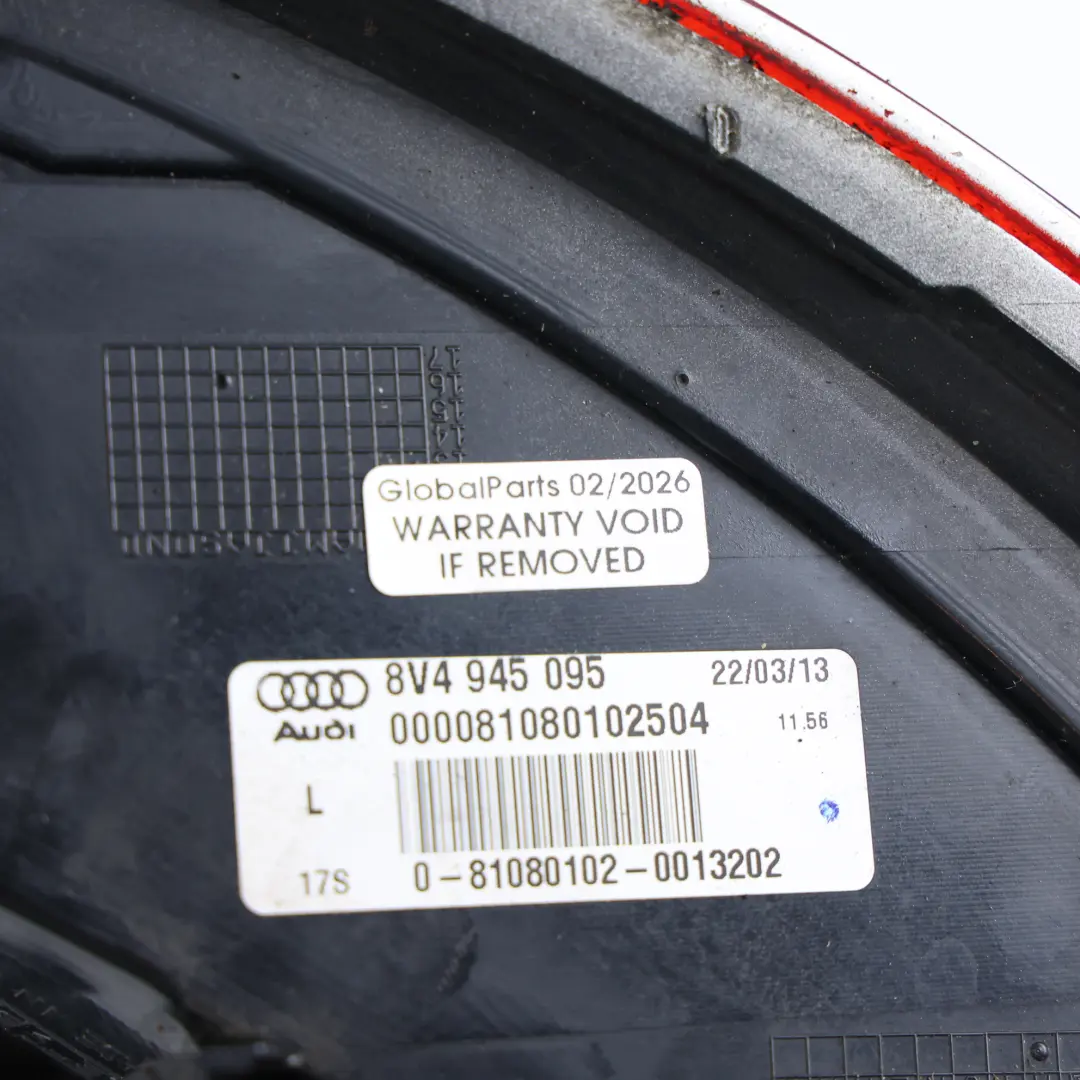 GlobalParts 02/2026
WARRANTY VOID
IF REMOVED
8V4 945 095 22/03/13
Audi 000081080102504 11.56
L
17S 0-81080102-0013202